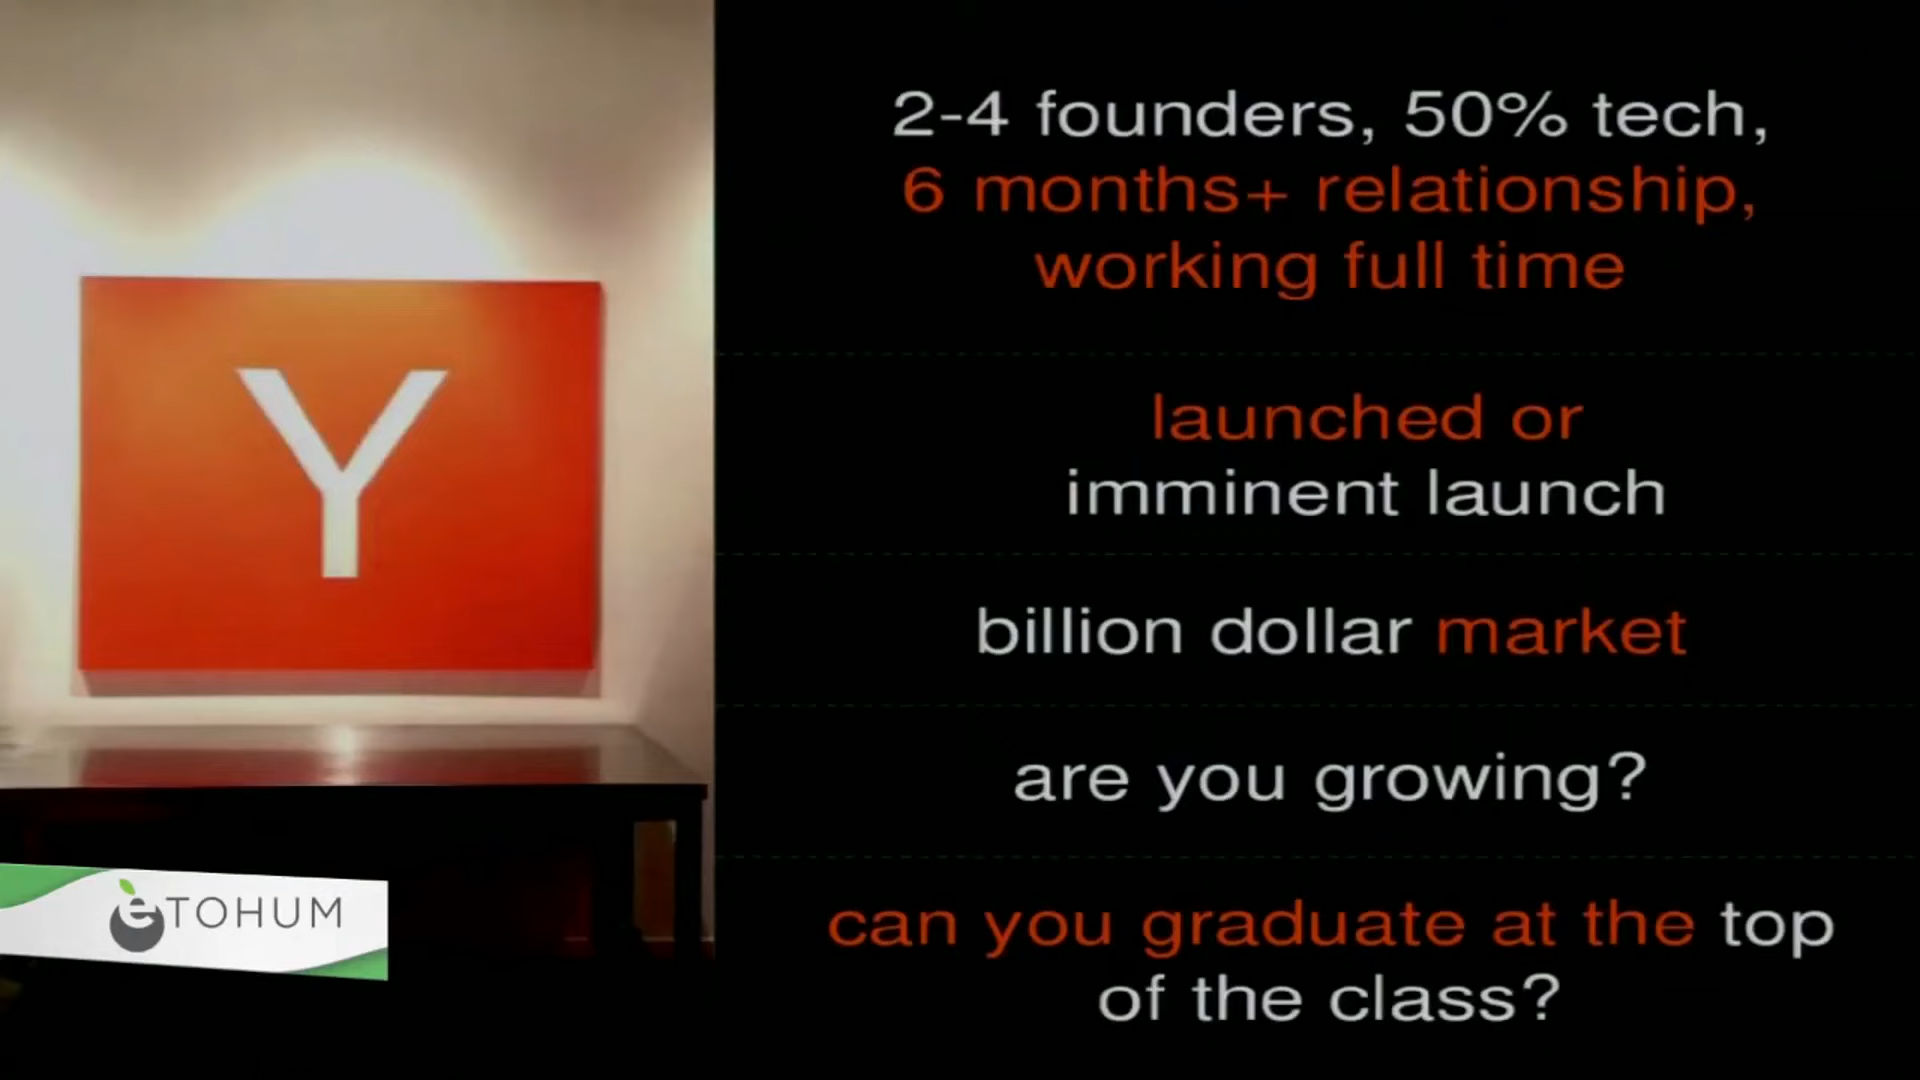 Y
2-4 founders, 50% tech,
6 months+ relationship,
working full time
launched or
imminent launch
billion dollar market
are you growing?
can you graduate at the top
of the class?
eTOHUM